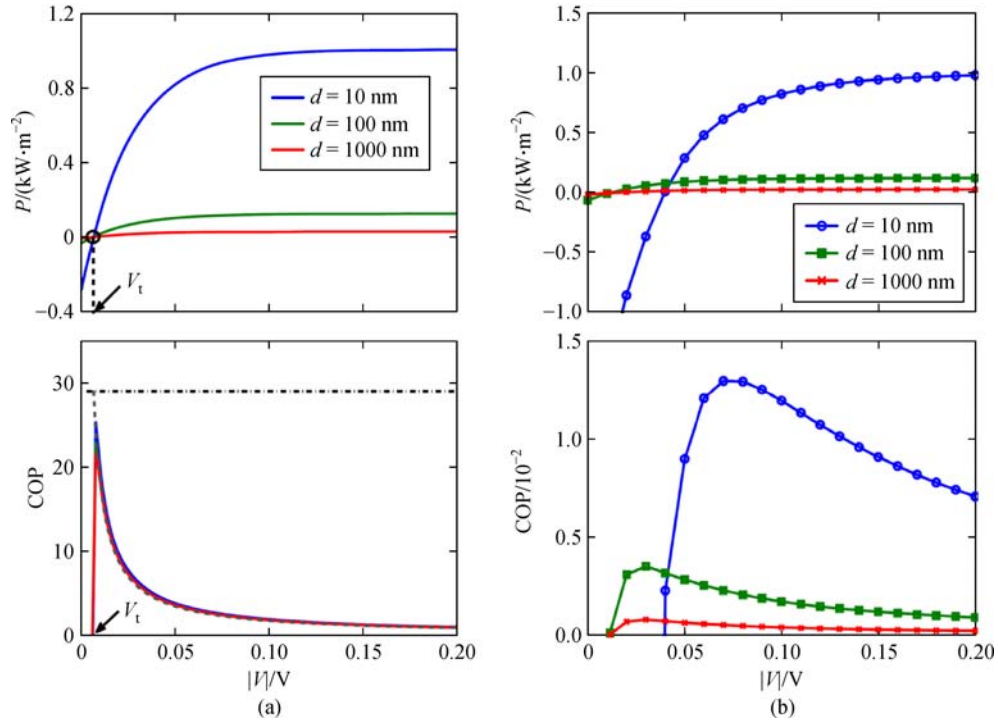 1.2
0.8
0.4
0
−0.4
P/(kW·m⁻²)
d = 10 nm
d = 100 nm
d = 1000 nm
Vt
1.5
1.0
0.5
0.0
−0.5
−1.0
P/(kW·m⁻²)
d = 10 nm
d = 100 nm
d = 1000 nm
30
20
10
0
COP
Vt
0 0.05 0.10 0.15 0.20
|V|/V
(a)
1.5
1.0
0.5
0.0
COP/10⁻²
0 0.05 0.10 0.15 0.20
|V|/V
(b)